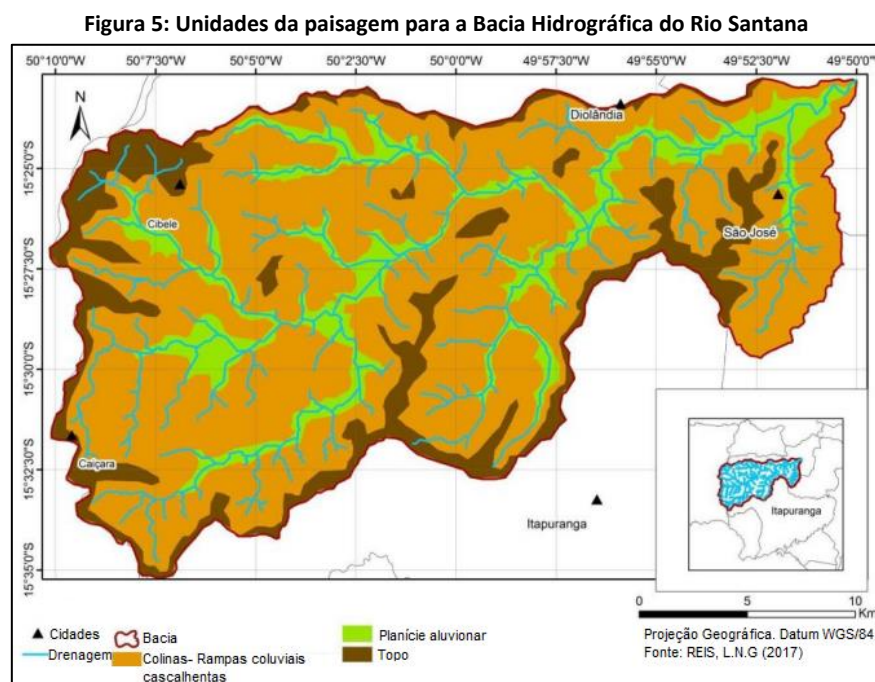 Figura 5: Unidades da paisagem para a Bacia Hidrográfica do Rio Santana
50°10'0"W 50°7'30"W 50°5'0"W 50°2'30"W 50°0'0"W 49°57'30"W 49°55'0"W 49°52'30"W 49°50'0"W
N
Diolândia
15°25'0"S
Cibele
São José
15°27'30"S
15°30'0"S
Caiçara
15°32'30"S
Itapuranga
Itapuranga
15°35'0"S
0 5 10
Km
Cidades Bacia Planície aluvionar
Drenagem Colinas- Rampas coluviais Topo
cascalhentas
Projeção Geográfica. Datum WGS/84
Fonte: REIS, L.N.G (2017)